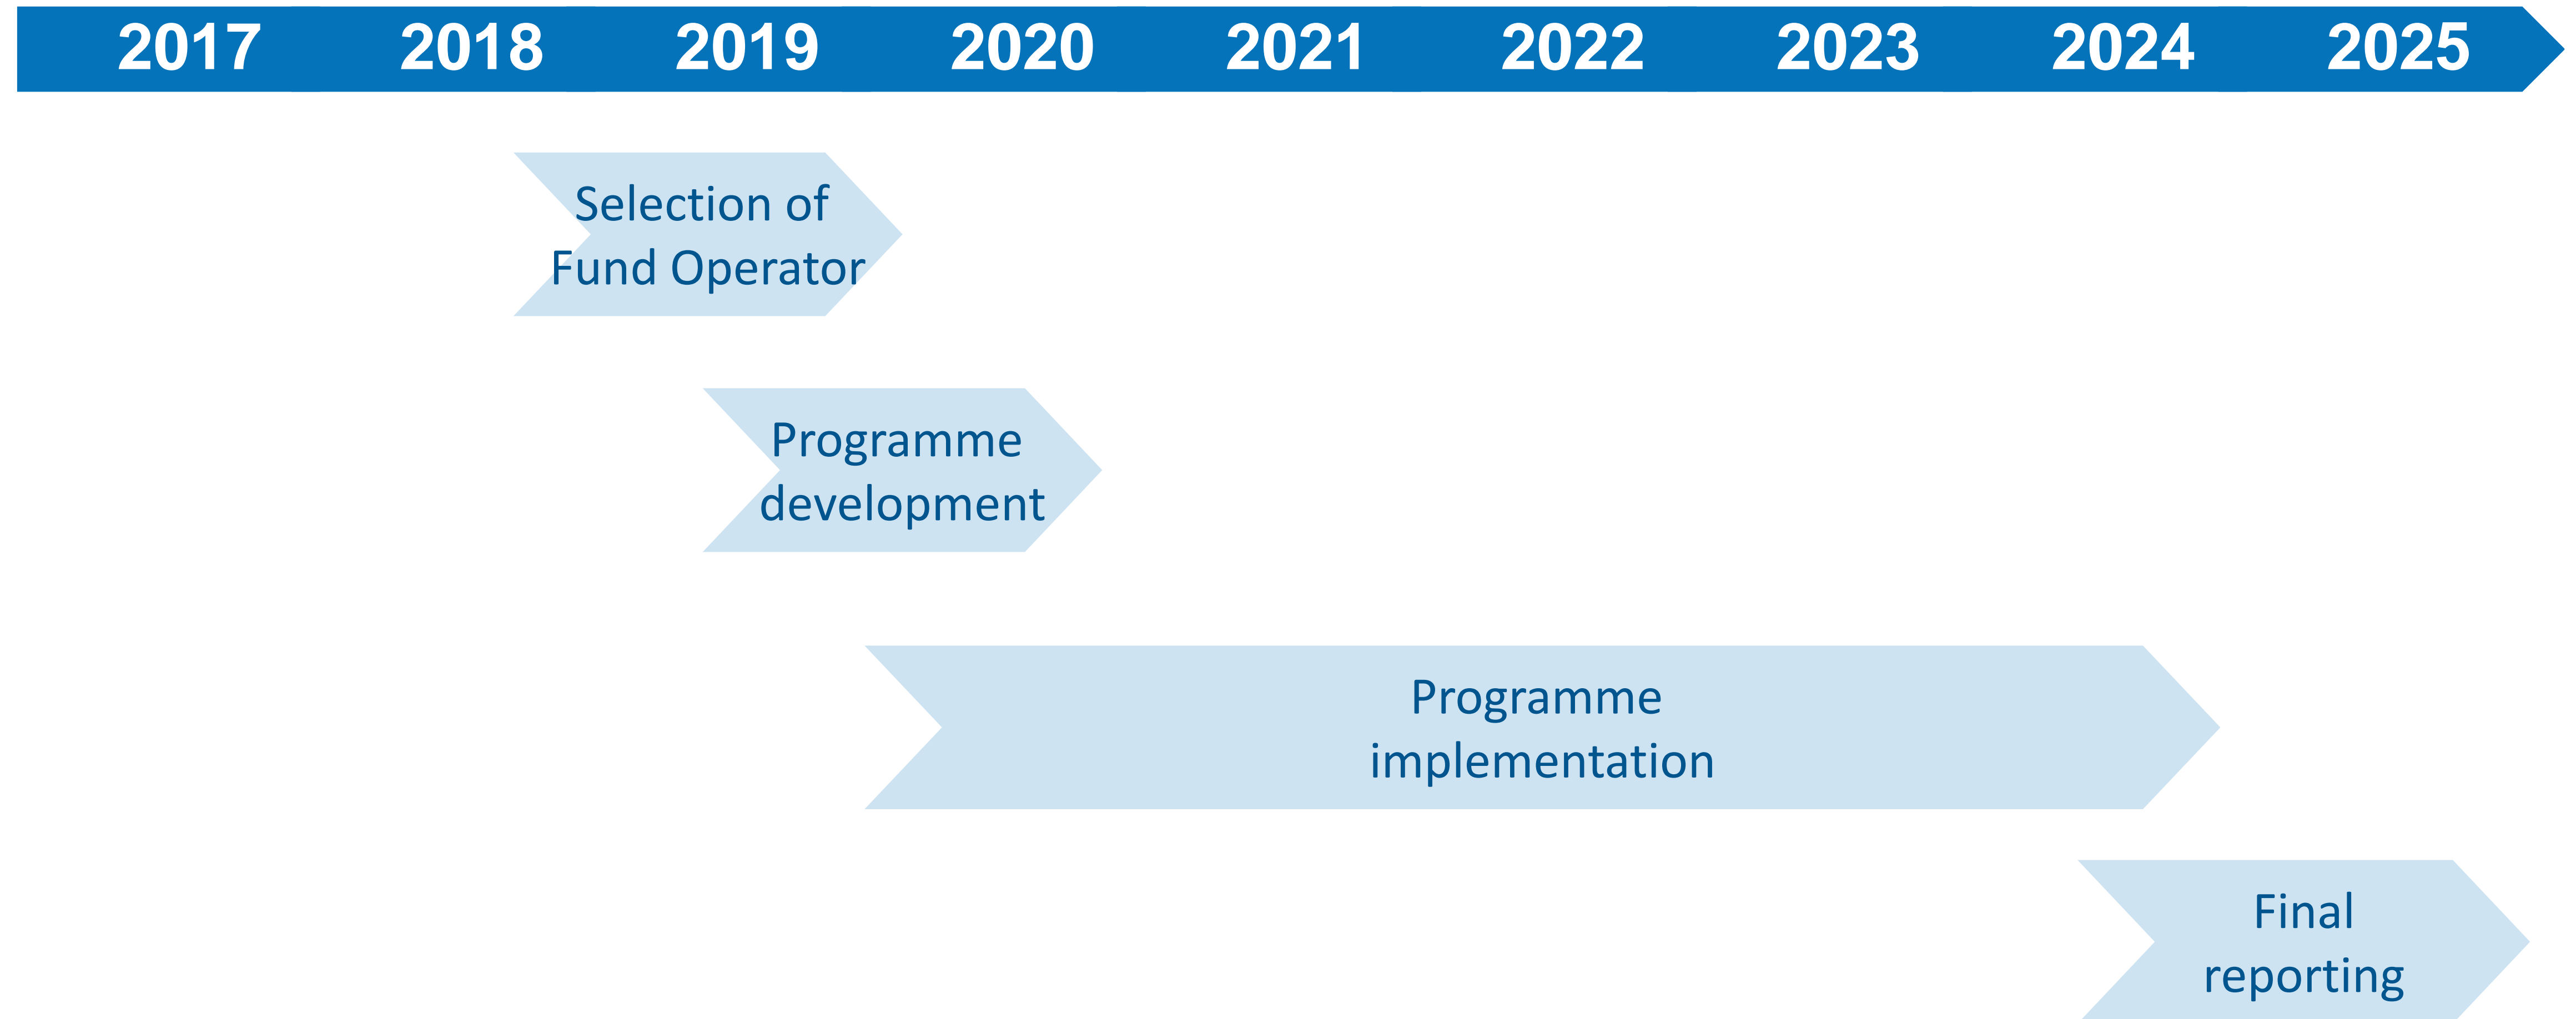 2017 2018 2019 2020 2021 2022 2023 2024 2025
Selection of
Fund Operator
Programme
development
Programme
implementation
Final
reporting